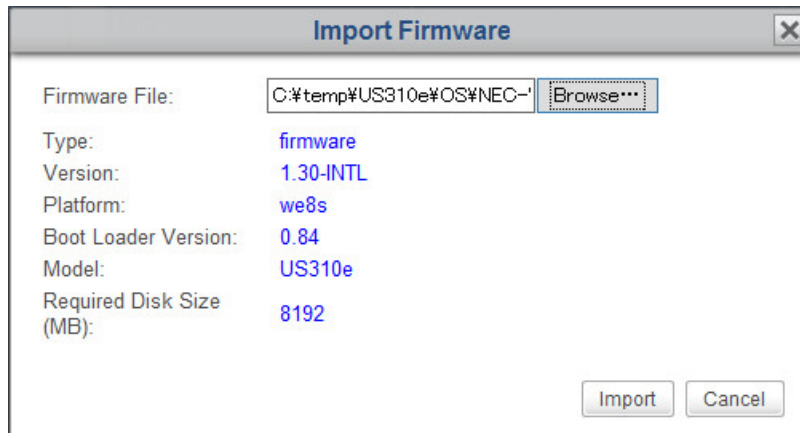 Import Firmware
Firmware File: C:¥temp¥US310e¥OS¥NEC-' Browse…
Type: firmware
Version: 1.30-INTL
Platform: we8s
Boot Loader Version: 0.84
Model: US310e
Required Disk Size
(MB): 8192
Import Cancel